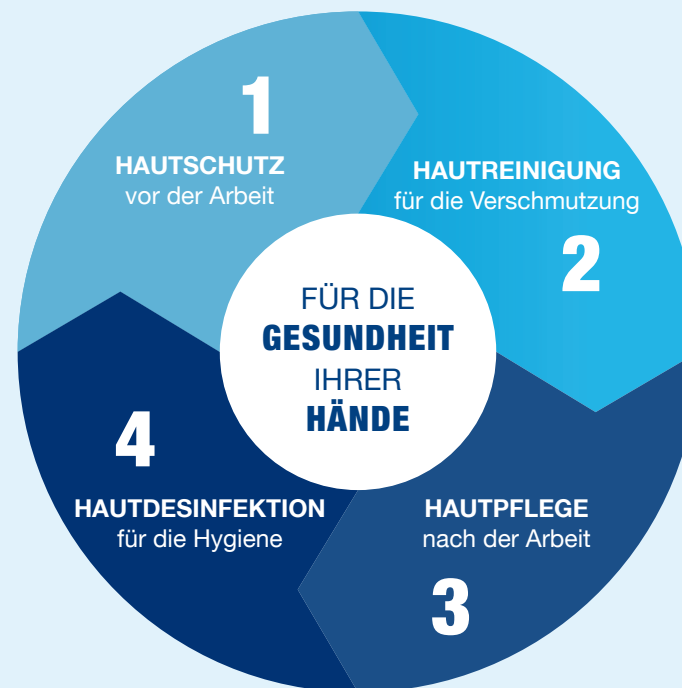 1
HAUTSCHUTZ
vor der Arbeit
HAUTREINIGUNG
für die Verschmutzung
2
FÜR DIE
GESUNDHEIT
IHRER
HÄNDE
4
HAUTDESINFEKTION
für die Hygiene
HAUTPFLEGE
nach der Arbeit
3